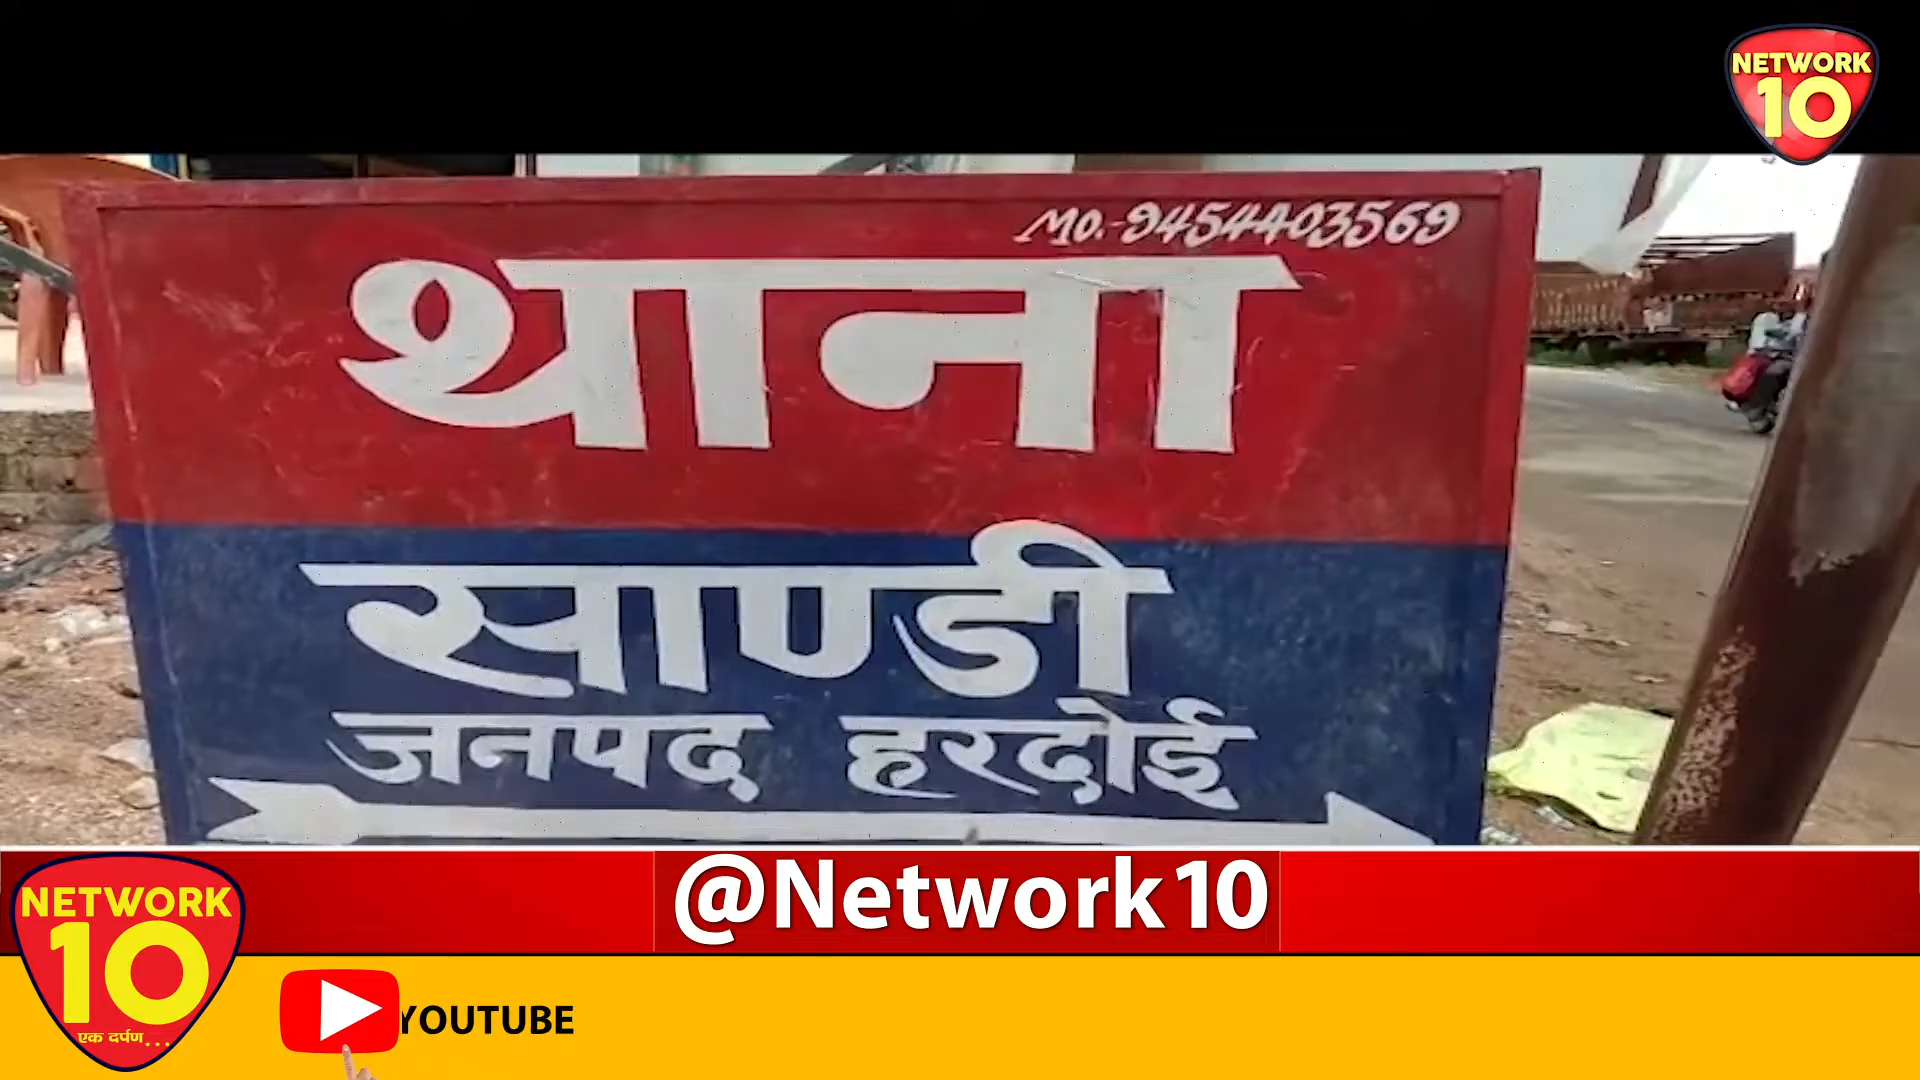 NETWORK
10
MO.-9454403569
थाना
साण्डी
जनपद हरदोई
@Network10
NETWORK
10
एक दर्पण...
YOUTUBE